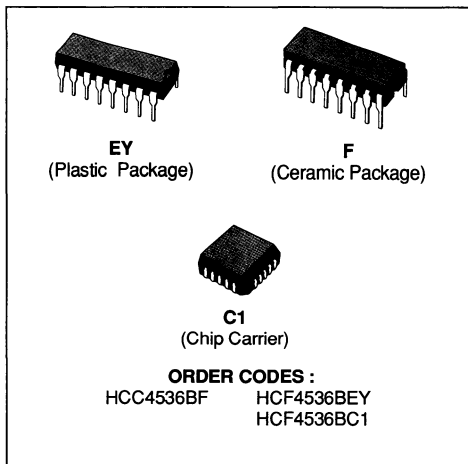 EY
(Plastic Package)
F
(Ceramic Package)
C1
(Chip Carrier)
ORDER CODES :
HCC4536BF HCF4536BEY
HCF4536BC1